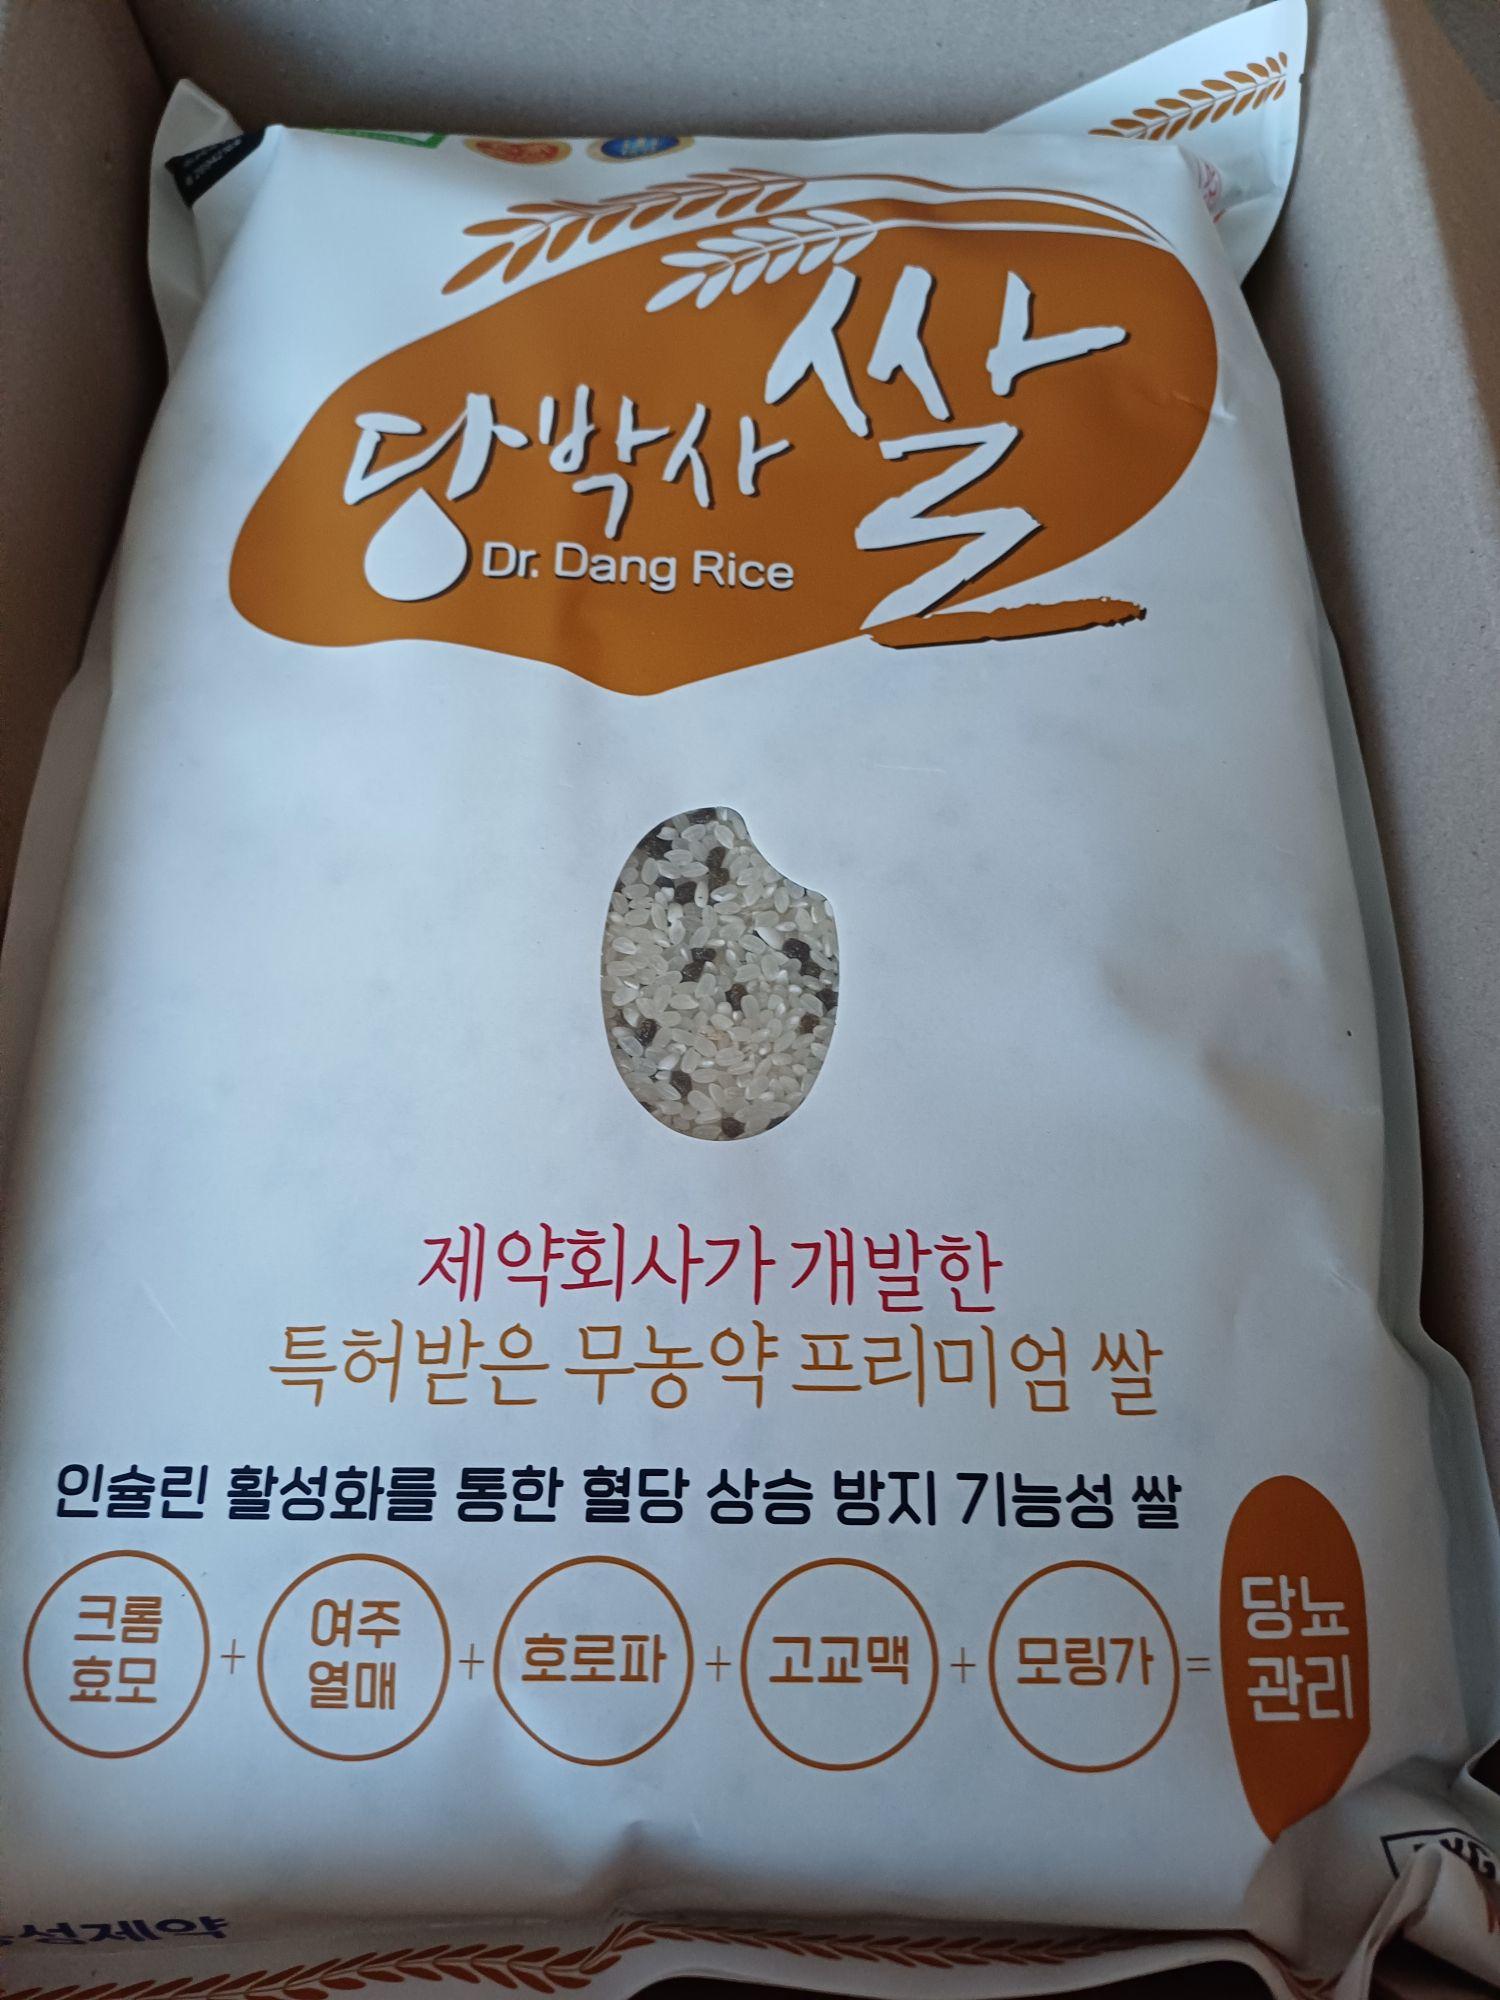 당박사쌀
Dr. Dang Rice
제약회사가 개발한
특허받은 무농약 프리미엄 쌀
인슐린 활성화를 통한 혈당 상승 방지 기능성 쌀
크롬
효모
+
여주
열매
+
호로파
+
고교맥
+
모링가
=
당뇨
관리